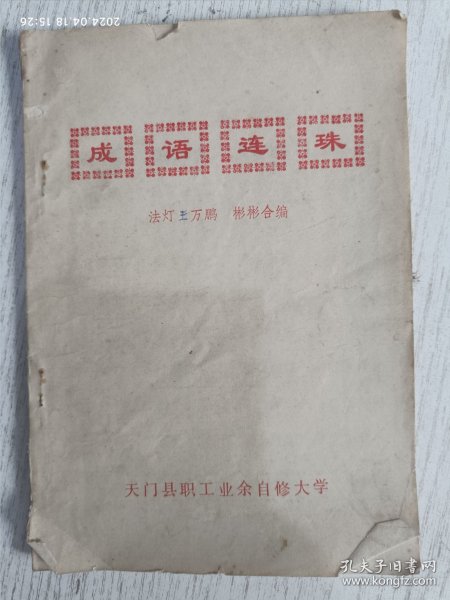 2024.04.18 15:26
成语连珠
法灯王万鹏 彬彬合编
天门县职工业余自修大学
孔夫子旧书网
www.kongfz.com